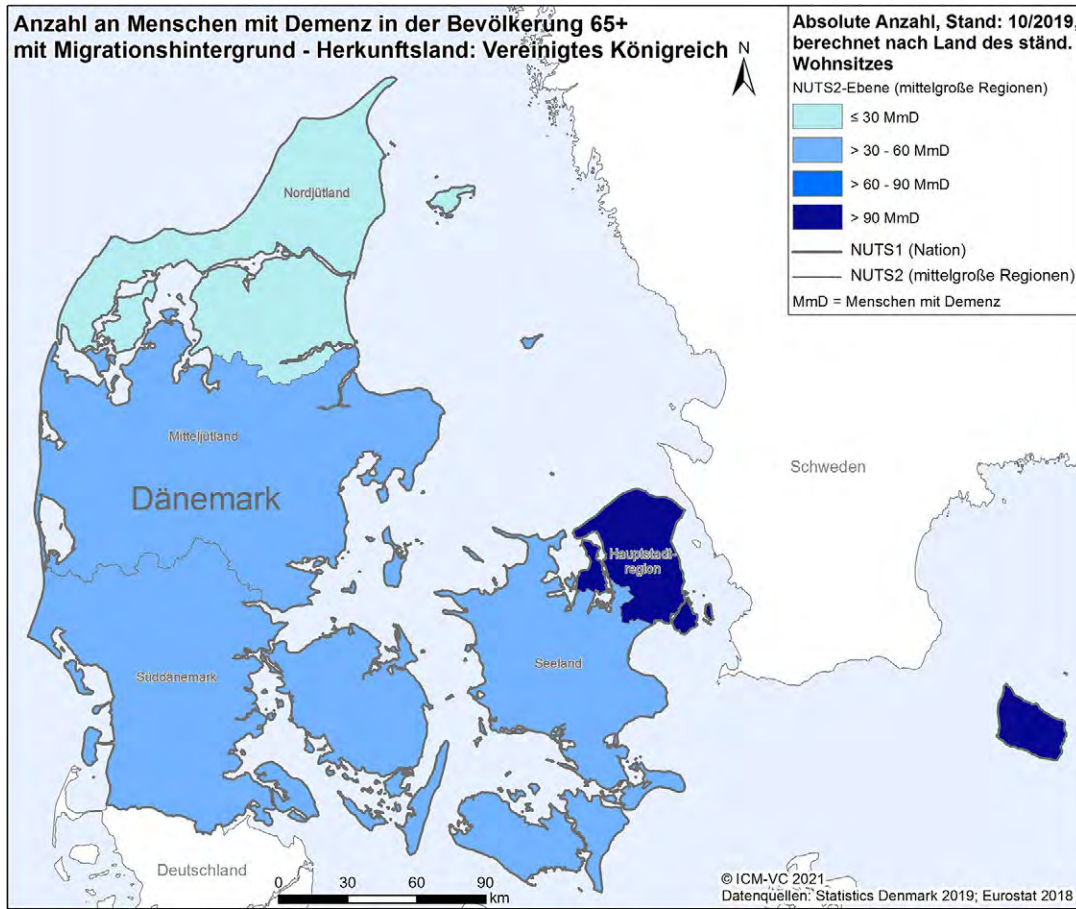 Anzahl an Menschen mit Demenz in der Bevölkerung 65+
mit Migrationshintergrund - Herkunftsland: Vereinigtes Königreich
N
Absolute Anzahl, Stand: 10/2019,
berechnet nach Land des ständ.
Wohnsitzes
NUTS2-Ebene (mittelgroße Regionen)
≤ 30 MmD
> 30 - 60 MmD
> 60 - 90 MmD
> 90 MmD
NUTS1 (Nation)
NUTS2 (mittelgroße Regionen)
MmD = Menschen mit Demenz
Nordjütland
Mitteljütland
Dänemark
Schweden
Hauptstadt-
region
Seeland
Süddänemark
Deutschland
0 30 60 90
km
© ICM-VC 2021
Datenquellen: Statistics Denmark 2019; Eurostat 2018